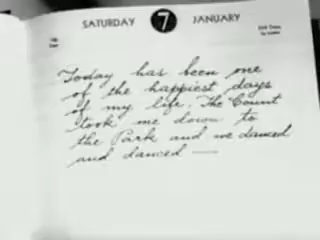 SATURDAY 7 JANUARY
Today has been one
of the happiest days
of my life. The Count
took me down to
the Park and we danced
and danced —